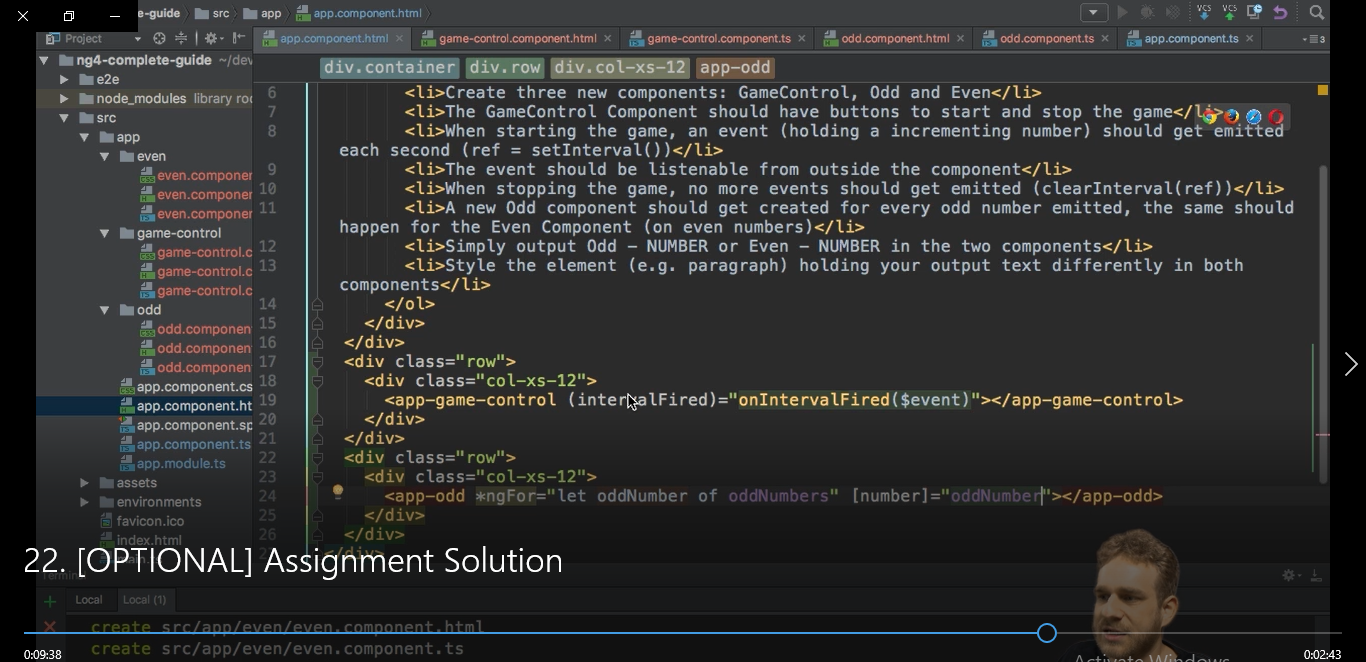 e-guide src app app.component.html
VCS VCS
Project
app.component.html game-control.component.html game-control.component.ts odd.component.html odd.component.ts app.component.ts 3
ng4-complete-guide ~/dev
e2e
node_modules library roo
src
app
even
even.componen
even.componen
even.componen
game-control
game-control.c
game-control.c
game-control.c
odd
odd.componen
odd.componen
odd.componen
app.component.cs
app.component.ht
app.component.sp
app.component.ts
app.module.ts
assets
environments
favicon.ico
index.html
div.container div.row div.col-xs-12 app-odd
6 <li>Create three new components: GameControl, Odd and Even</li>
7 <li>The GameControl Component should have buttons to start and stop the game</li>
8 <li>When starting the game, an event (holding a incrementing number) should get emitted
each second (ref = setInterval())</li>
9 <li>The event should be listenable from outside the component</li>
10 <li>When stopping the game, no more events should get emitted (clearInterval(ref))</li>
11 <li>A new Odd component should get created for every odd number emitted, the same should
happen for the Even Component (on even numbers)</li>
12 <li>Simply output Odd – NUMBER or Even – NUMBER in the two components</li>
13 <li>Style the element (e.g. paragraph) holding your output text differently in both
components</li>
14 </ol>
15 </div>
16 </div>
17 <div class="row">
18 <div class="col-xs-12">
19 <app-game-control (intervalFired)="onIntervalFired($event)"></app-game-control>
20 </div>
21 </div>
22 <div class="row">
23 <div class="col-xs-12">
24 <app-odd *ngFor="let oddNumber of oddNumbers" [number]="oddNumber"></app-odd>
25 </div>
26 </div>
</div>
22. [OPTIONAL] Assignment Solution
Terminal
Local Local (1)
create src/app/even/even.component.html
create src/app/even/even.component.ts
0:09:38
0:02:43
Activate Windows